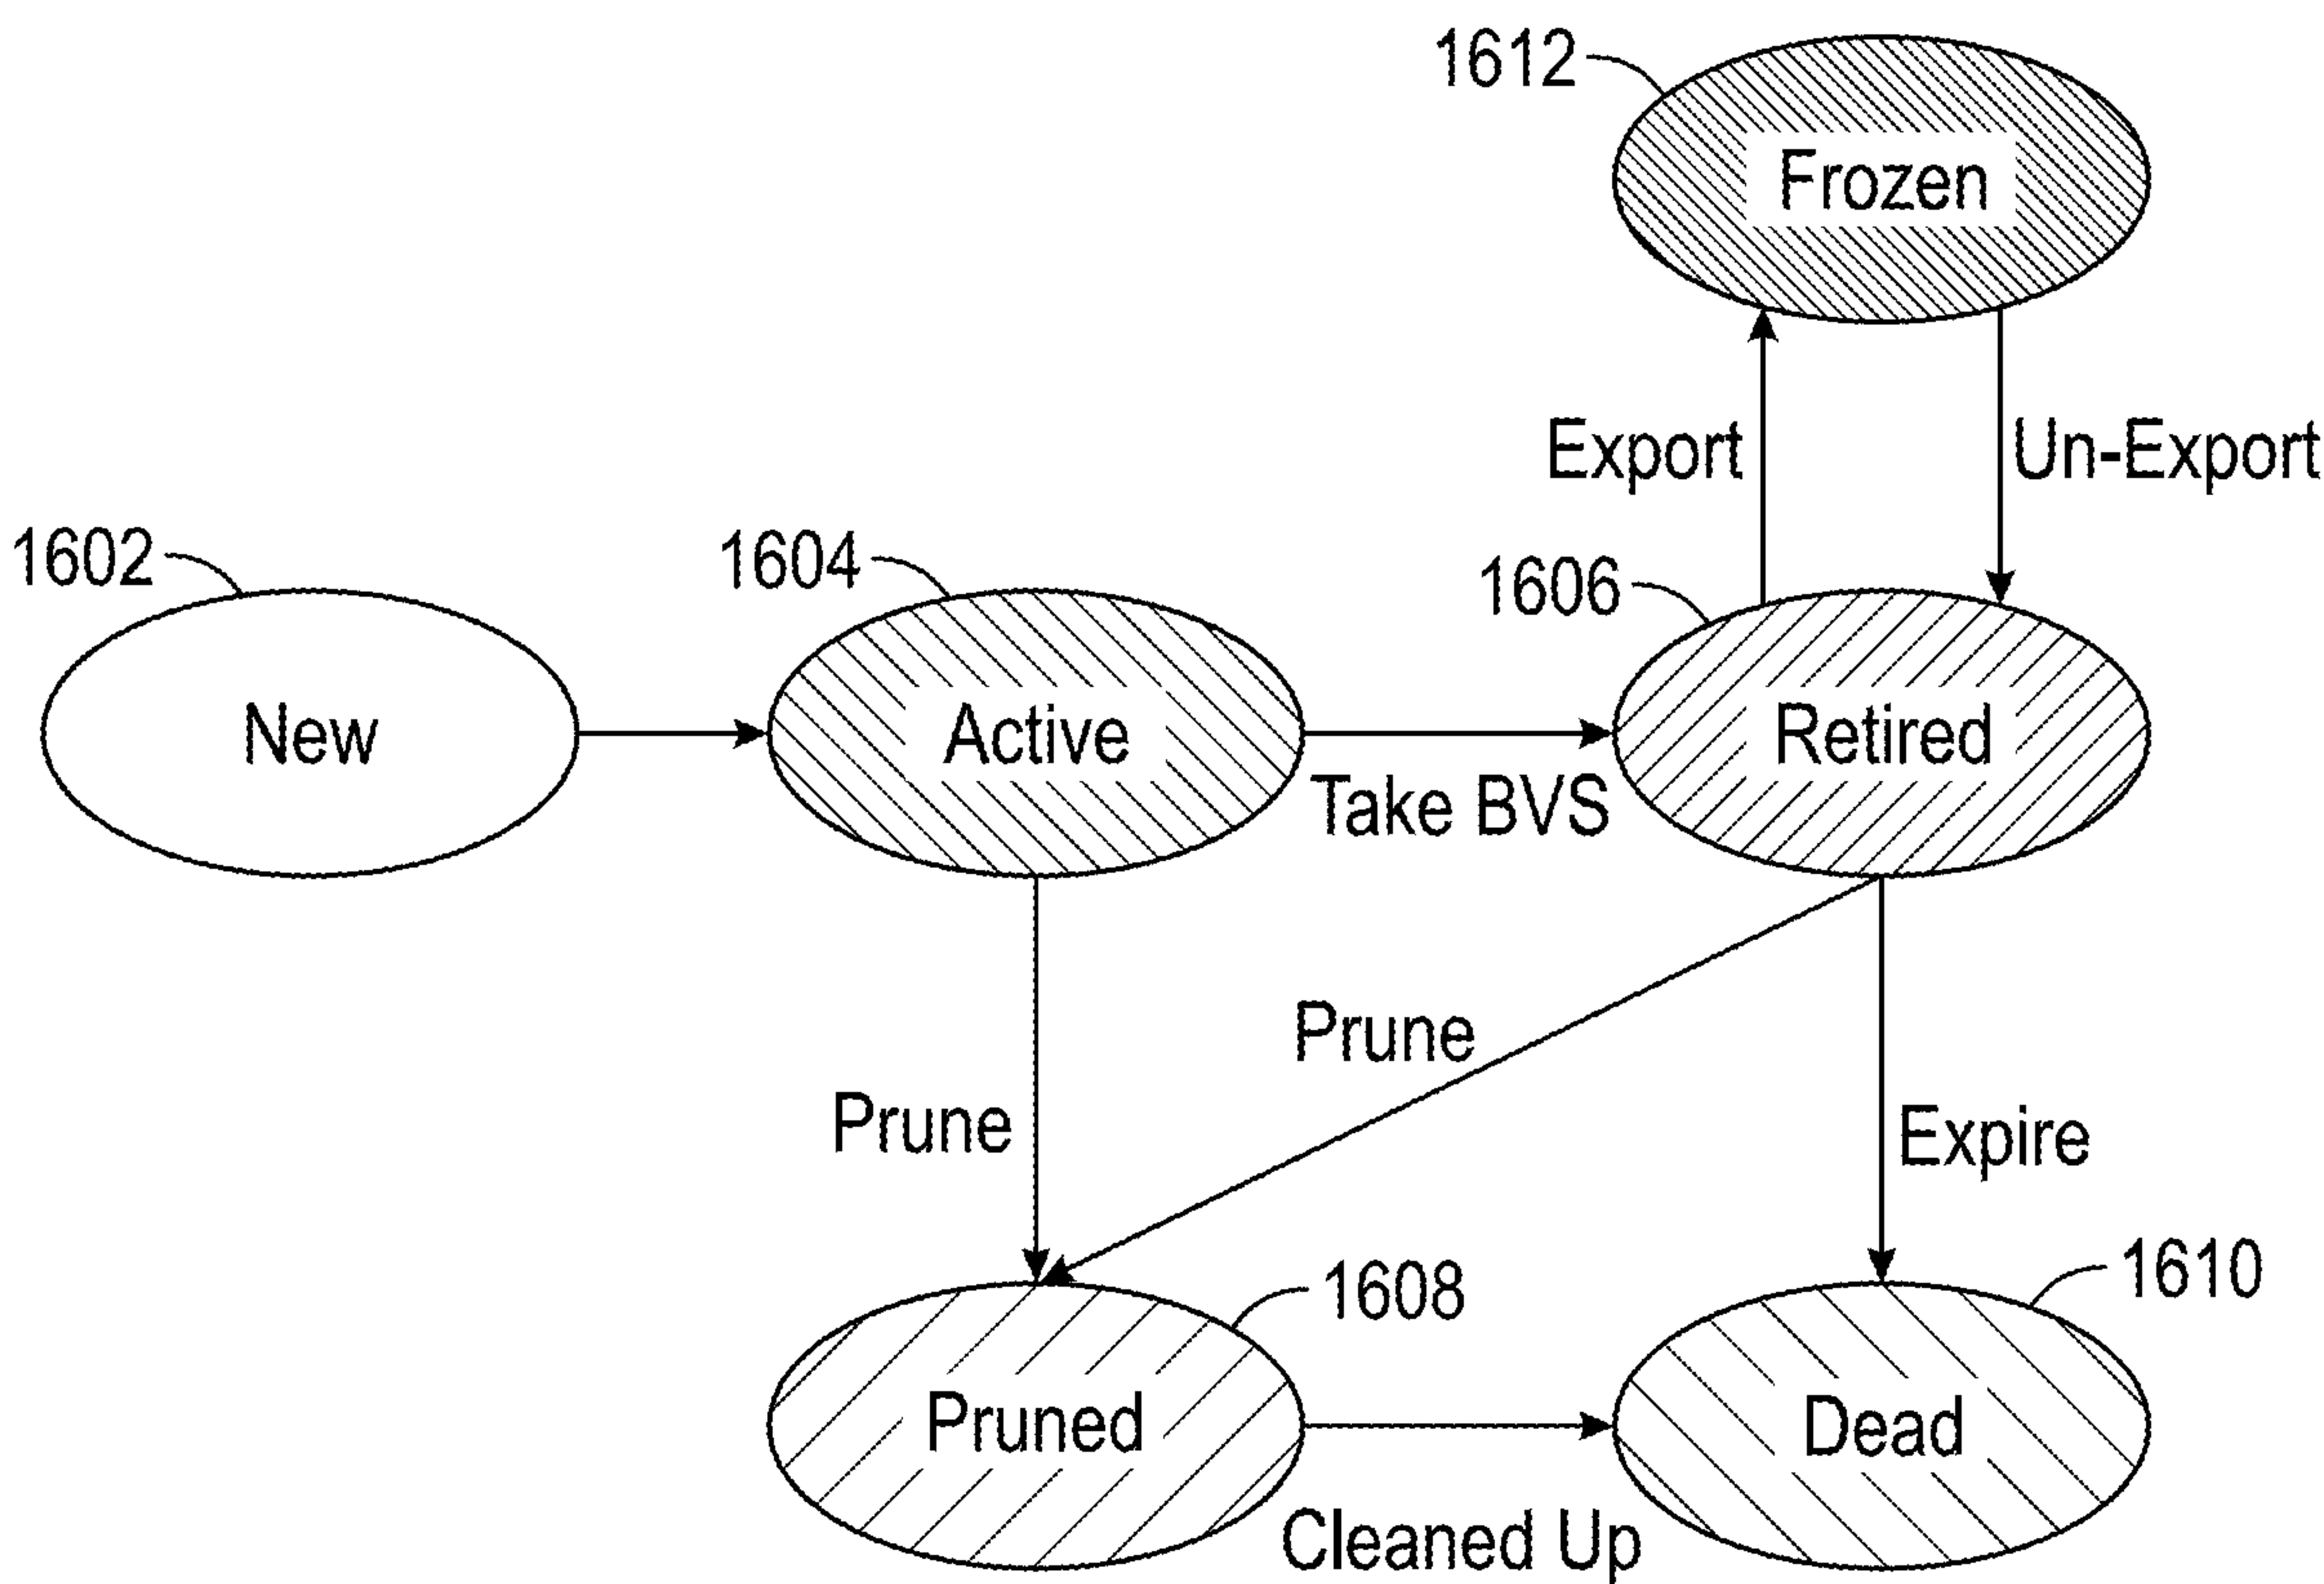 1612
Frozen
Export
Un-Export
1602
1604
1606
New
Active
Retired
Take BVS
Prune
Prune
Expire
1608
1610
Pruned
Dead
Cleaned Up